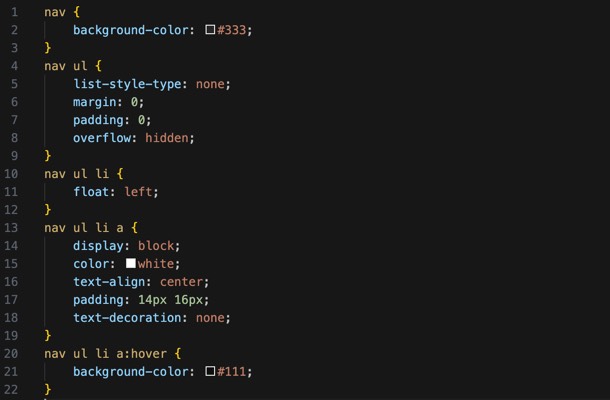 1 nav {
2     background-color: #333;
3 }
4 nav ul {
5     list-style-type: none;
6     margin: 0;
7     padding: 0;
8     overflow: hidden;
9 }
10 nav ul li {
11     float: left;
12 }
13 nav ul li a {
14     display: block;
15     color: white;
16     text-align: center;
17     padding: 14px 16px;
18     text-decoration: none;
19 }
20 nav ul li a:hover {
21     background-color: #111;
22 }